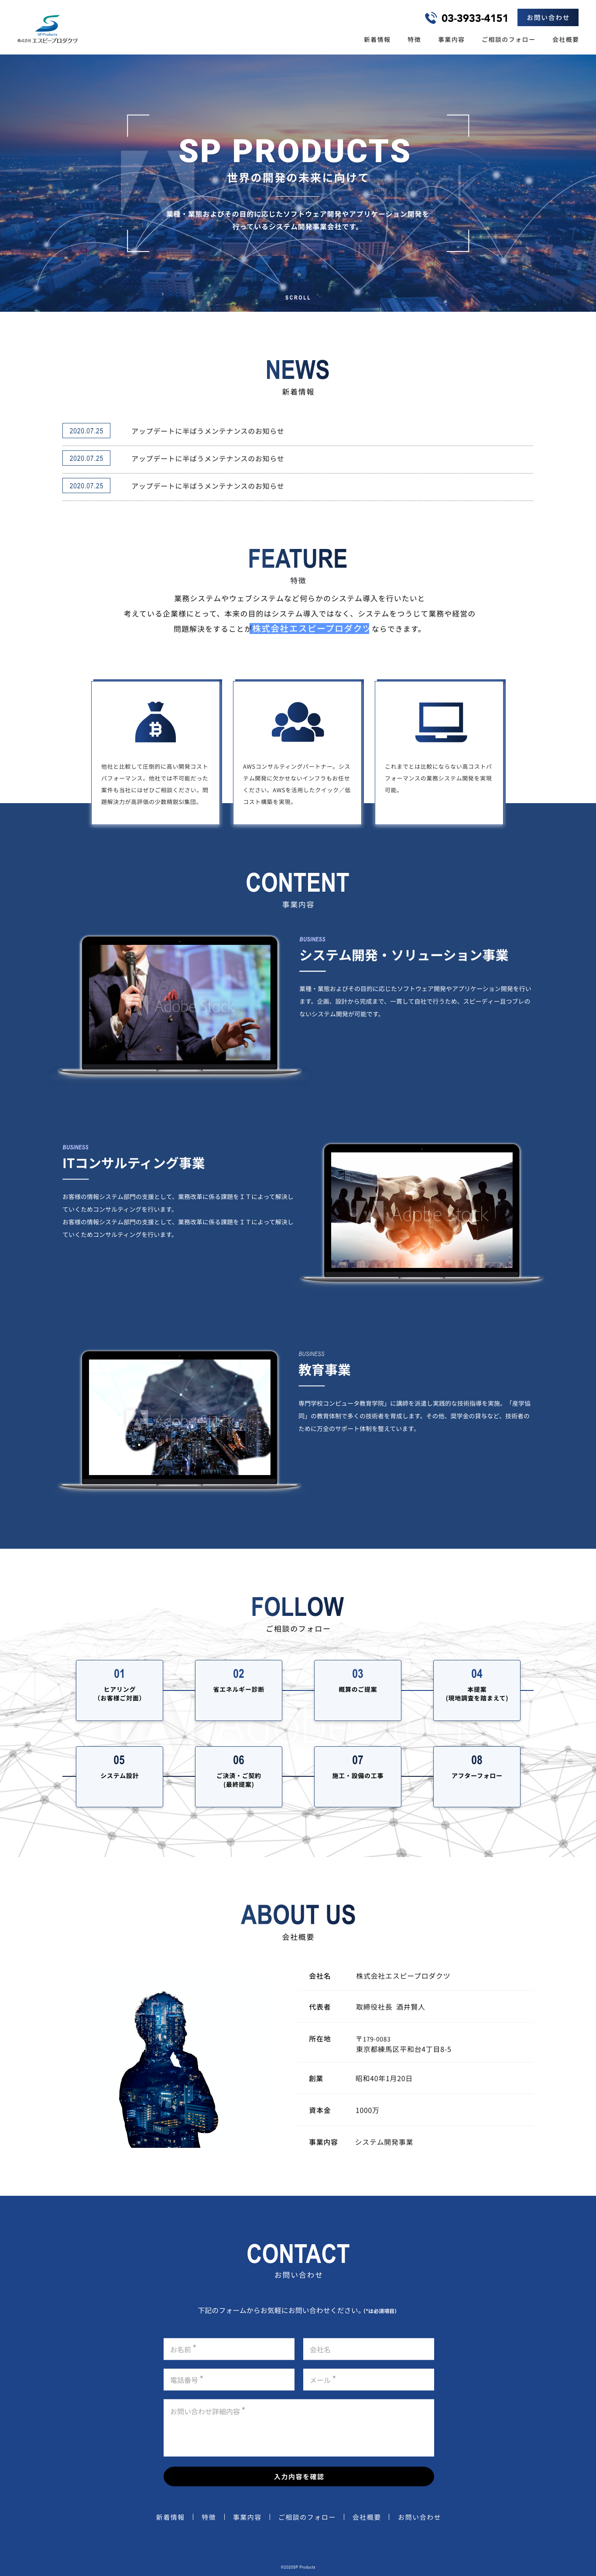 SP Products
株式会社 エスピープロダクツ
03-3933-4151
お問い合わせ
新着情報 特徴 事業内容 ご相談のフォロー 会社概要
SP PRODUCTS
世界の開発の未来に向けて
業種・業態およびその目的に応じたソフトウェア開発やアプリケーション開発を
行っているシステム開発事業会社です。
SCROLL
NEWS
新着情報
2020.07.25 アップデートに半ばうメンテナンスのお知らせ
2020.07.25 アップデートに半ばうメンテナンスのお知らせ
2020.07.25 アップデートに半ばうメンテナンスのお知らせ
FEATURE
特徴
業務システムやウェブシステムなど何らかのシステム導入を行いたいと
考えている企業様にとって、本来の目的はシステム導入ではなく、システムをつうじて業務や経営の
問題解決をすることが 株式会社エスピープロダクツ ならできます。
他社と比較して圧倒的に高い開発コスト
パフォーマンス。他社では不可能だった
案件も当社にはぜひご相談ください。問
題解決力が高評価の少数精鋭SI集団。
AWSコンサルティングパートナー。シス
テム開発に欠かせないインフラもお任せ
ください。AWSを活用したクイック／低
コスト構築を実現。
これまでとは比較にならない高コストパ
フォーマンスの業務システム開発を実現
可能。
CONTENT
事業内容
Adobe Stock
BUSINESS
システム開発・ソリューション事業
業種・業態およびその目的に応じたソフトウェア開発やアプリケーション開発を行い
ます。企画、設計から完成まで、一貫して自社で行うため、スピーディー且つブレの
ないシステム開発が可能です。
BUSINESS
ITコンサルティング事業
お客様の情報システム部門の支援として、業務改革に係る課題をＩＴによって解決し
ていくためコンサルティングを行います。
お客様の情報システム部門の支援として、業務改革に係る課題をＩＴによって解決し
ていくためコンサルティングを行います。
Adobe Stock
BUSINESS
教育事業
専門学校コンピュータ教育学院」に講師を派遣し実践的な技術指導を実施。「産学協
同」の教育体制で多くの技術者を育成します。その他、奨学金の貸与など、技術者の
ために万全のサポート体制を整えています。
FOLLOW
ご相談のフォロー
01
ヒアリング
（お客様ご対面）
02
省エネルギー診断
03
概算のご提案
04
本提案
(現地調査を踏まえて)
05
システム設計
06
ご決済・ご契約
(最終提案)
07
施工・設備の工事
08
アフターフォロー
ABOUT US
会社概要
会社名 株式会社エスピープロダクツ
代表者 取締役社長 酒井賢人
所在地 〒179-0083
東京都練馬区平和台4丁目8-5
創業 昭和40年1月20日
資本金 1000万
事業内容 システム開発事業
CONTACT
お問い合わせ
下記のフォームからお気軽にお問い合わせください。(*は必須項目)
お名前 * 会社名
電話番号 * メール *
お問い合わせ詳細内容 *
入力内容を確認
新着情報 | 特徴 | 事業内容 | ご相談のフォロー | 会社概要 | お問い合わせ
©2020SP Products